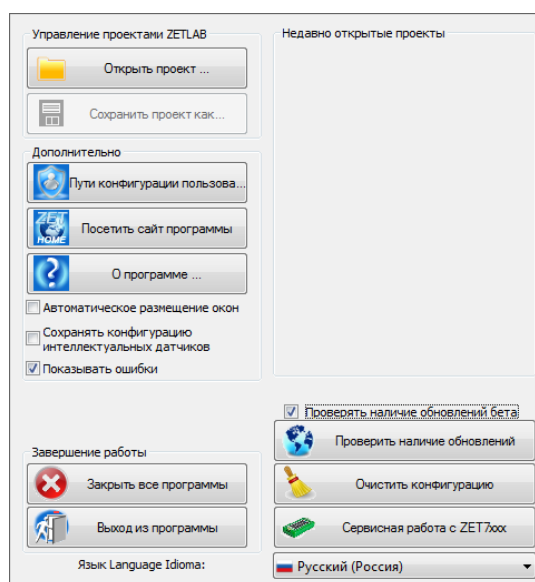 Управление проектами ZETLAB
Открыть проект ...
Сохранить проект как...
Дополнительно
Пути конфигурации пользова...
ZET
HOME
Посетить сайт программы
О программе ...
Автоматическое размещение окон
Сохранять конфигурацию
интеллектуальных датчиков
Показывать ошибки
Завершение работы
Закрыть все программы
Выход из программы
Язык Language Idioma:
Недавно открытые проекты
Проверять наличие обновлений бета
Проверить наличие обновлений
Очистить конфигурацию
Сервисная работа с ZET7xxx
Русский (Россия)